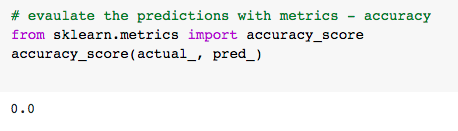 # evaulate the predictions with metrics – accuracy
from sklearn.metrics import accuracy_score
accuracy_score(actual_, pred_)
0.0